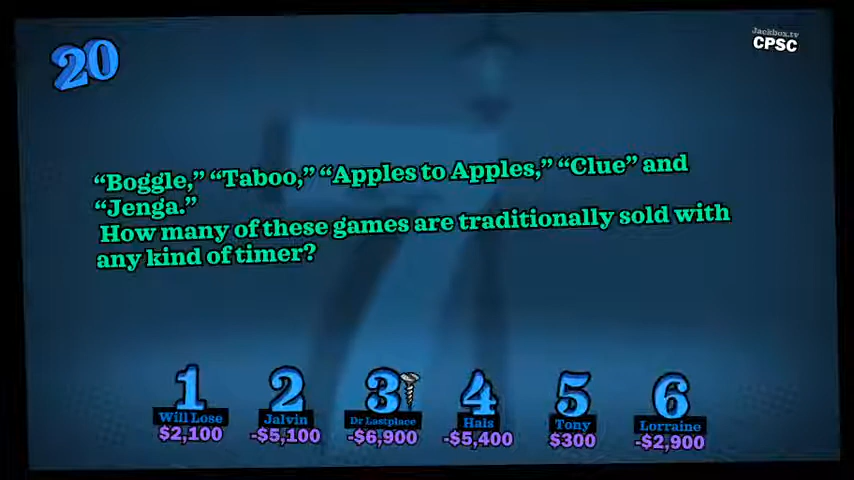 20
Jackbox.tv
CPSC
“Boggle,” “Taboo,” “Apples to Apples,” “Clue” and
“Jenga.”
How many of these games are traditionally sold with
any kind of timer?
1 2 3 4 5 6
Will Lose Jalvin Dr Lastplace Hals Tony Lorraine
$2,100 -$5,100 -$6,900 -$5,400 $300 -$2,900